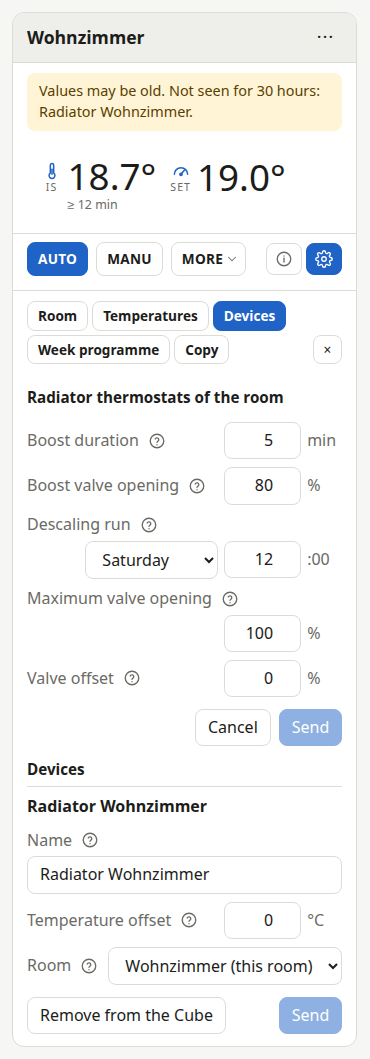 Wohnzimmer ...
Values may be old. Not seen for 30 hours:
Radiator Wohnzimmer.
IS 18.7° SET 19.0°
≥ 12 min
AUTO MANU MORE
Room Temperatures Devices
Week programme Copy ×
Radiator thermostats of the room
Boost duration ? 5 min
Boost valve opening ? 80 %
Descaling run ?
Saturday 12 :00
Maximum valve opening ?
100 %
Valve offset ? 0 %
Cancel Send
Devices
Radiator Wohnzimmer
Name ?
Radiator Wohnzimmer
Temperature offset ? 0 °C
Room ? Wohnzimmer (this room)
Remove from the Cube Send